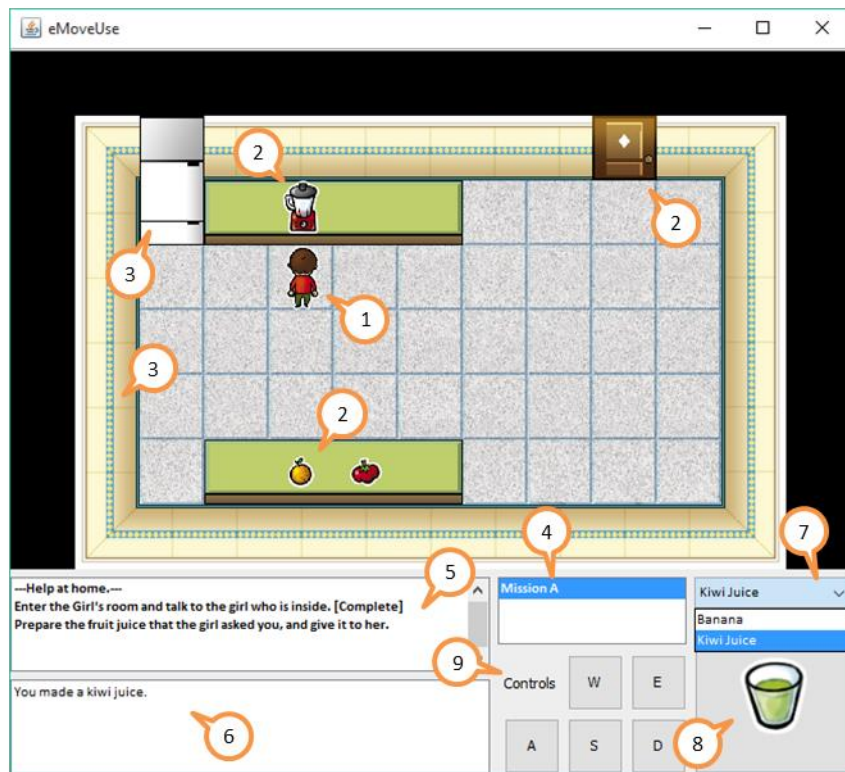 eMoveUse
2
2
3
1
3
2
4
7
5
---Help at home.---
Enter the Girl's room and talk to the girl who is inside. [Complete]
Prepare the fruit juice that the girl asked you, and give it to her.
Mission A
Kiwi Juice
Banana
Kiwi Juice
9
Controls
W
E
You made a kiwi juice.
6
A
S
D
8